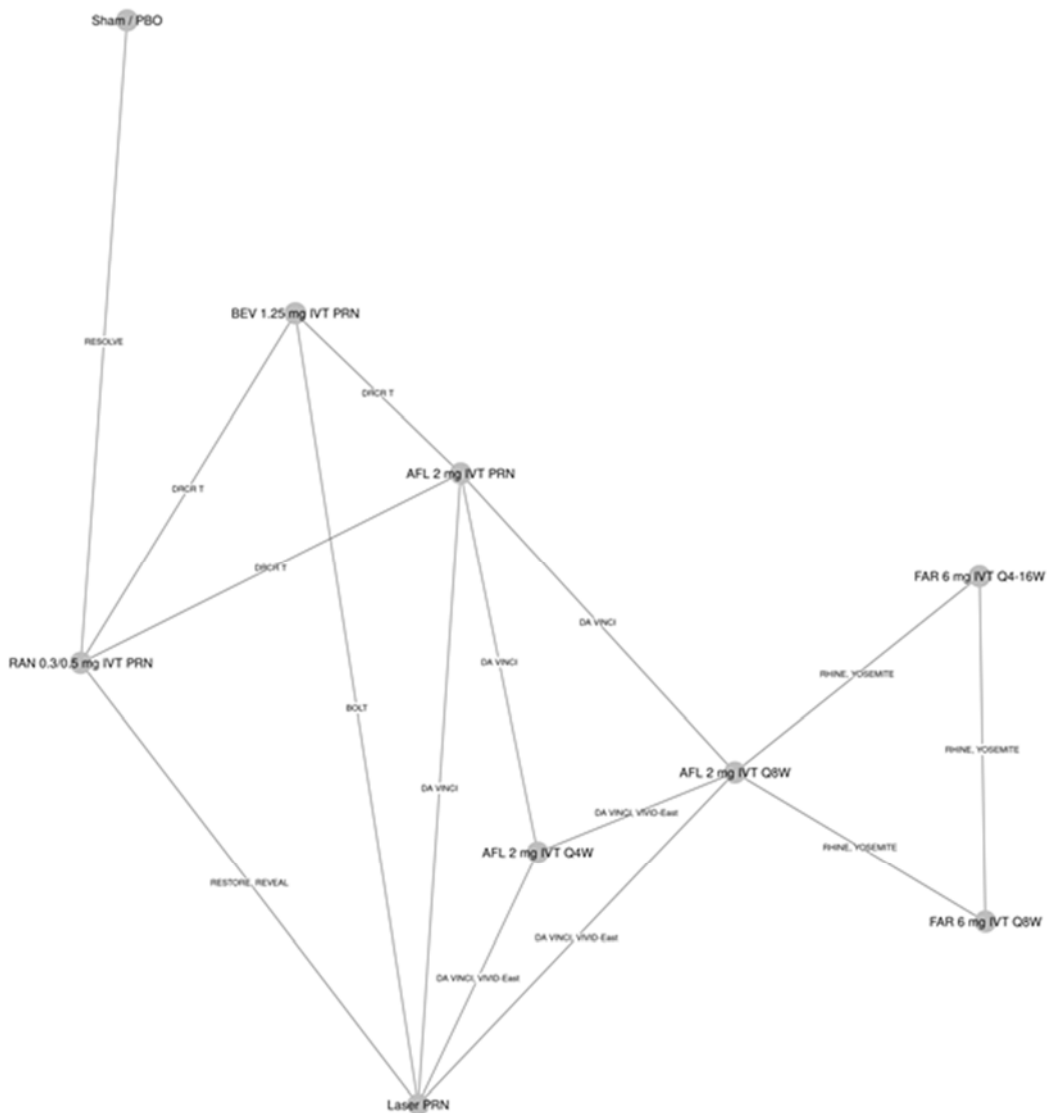 Sham / PBO
RESOLVE
BEV 1.25 mg IVT PRN
DRCR T
AFL 2 mg IVT PRN
DRCR T
DRCR T
FAR 6 mg IVT Q4-16W
DA VINCI
RAN 0.3/0.5 mg IVT PRN
DA VINCI
RHINE, YOSEMITE
BOLT
RHINE, YOSEMITE
AFL 2 mg IVT Q8W
DA VINCI
DA VINCI, VIVID-East
RHINE, YOSEMITE
AFL 2 mg IVT Q4W
RESTORE, REVEAL
FAR 6 mg IVT Q8W
DA VINCI, VIVID-East
DA VINCI, VIVID-East
Laser PRN